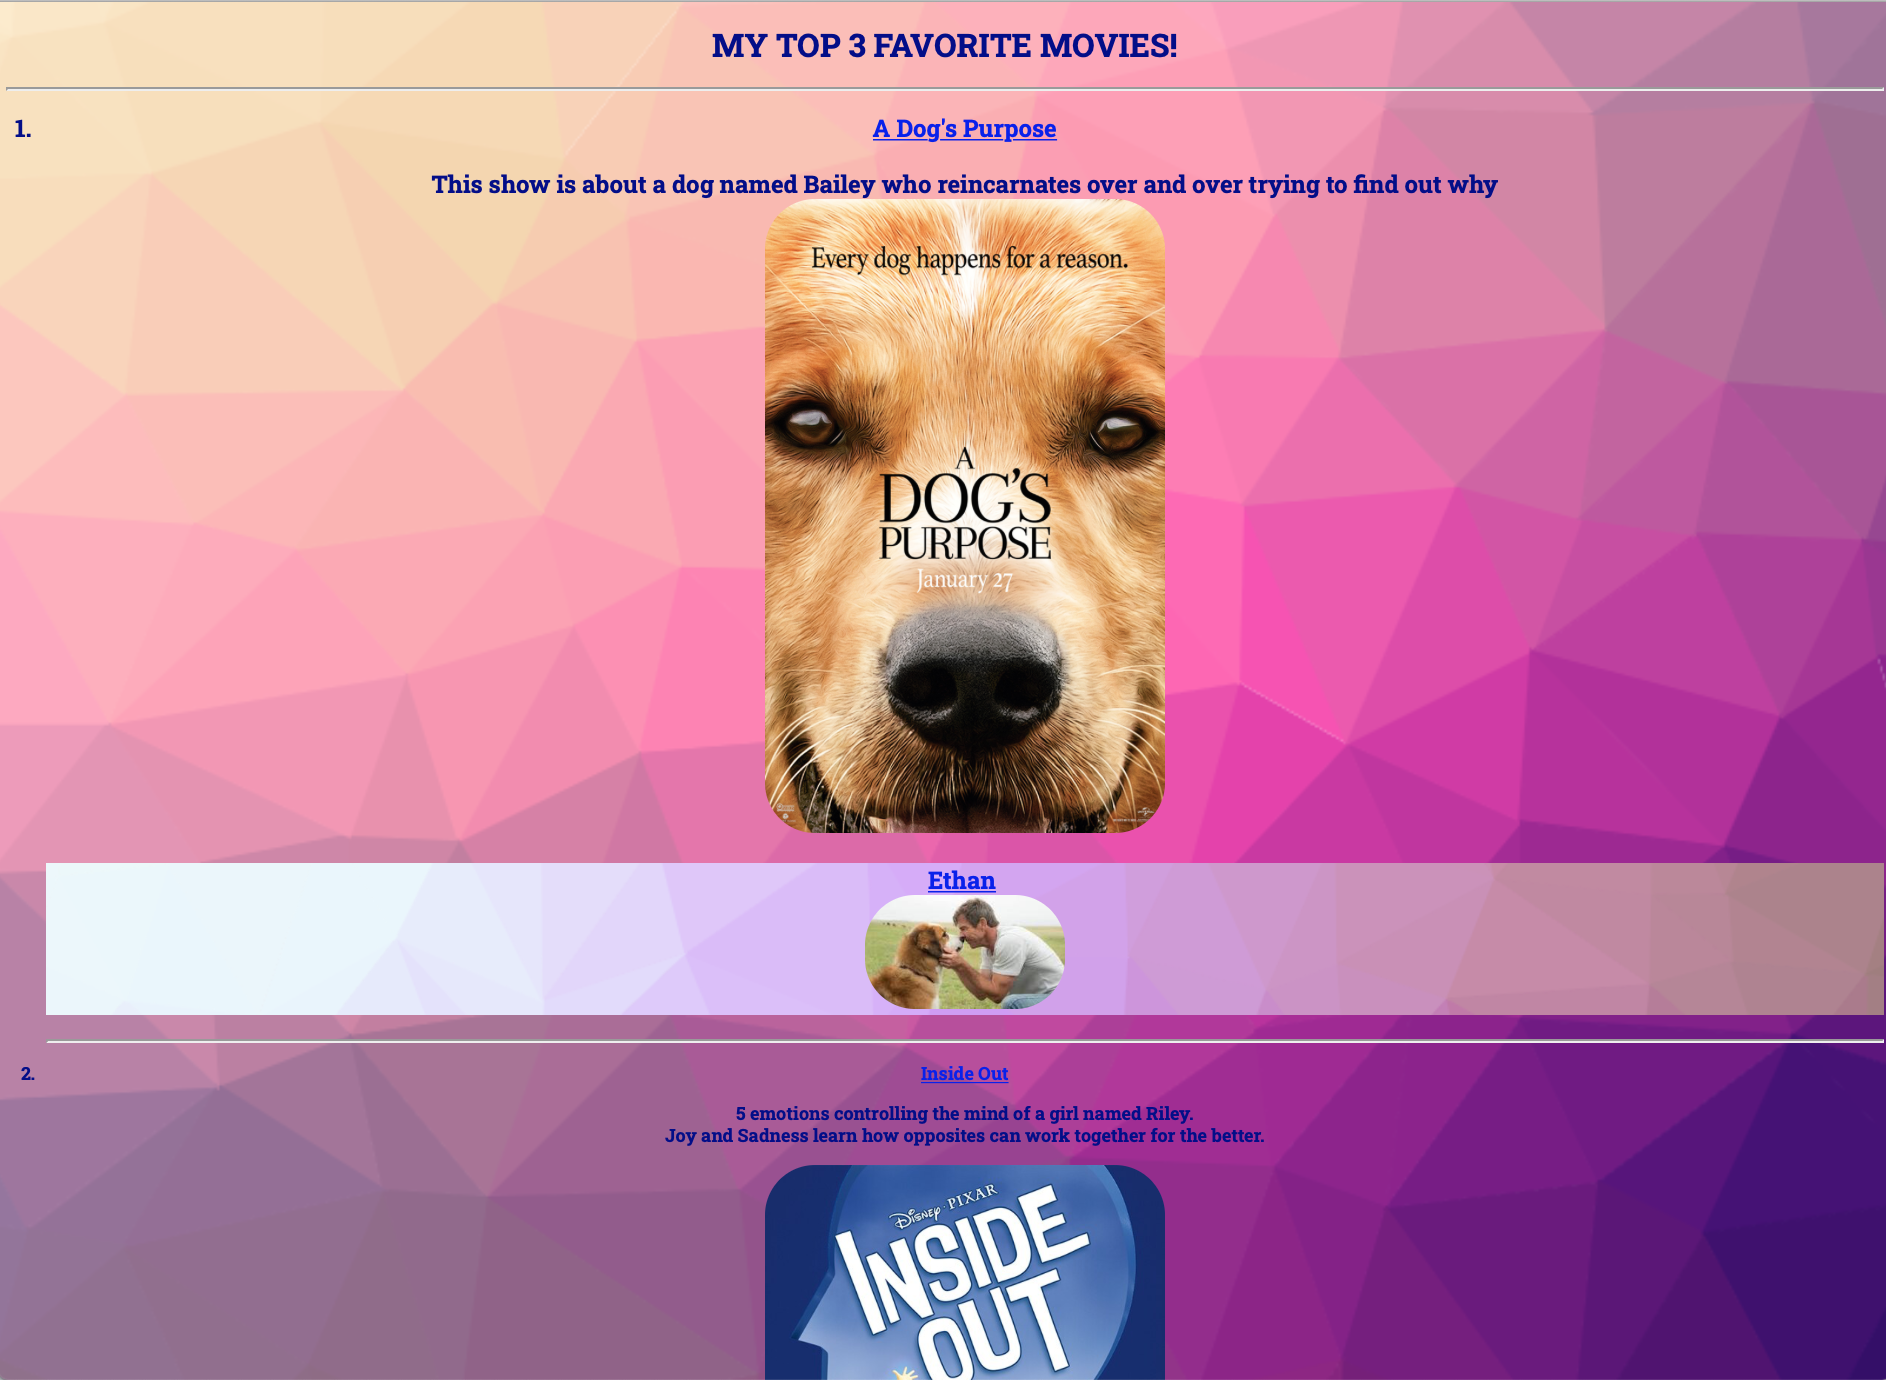 MY TOP 3 FAVORITE MOVIES!
1.
A Dog's Purpose
This show is about a dog named Bailey who reincarnates over and over trying to find out why
Every dog happens for a reason.
A
DOG'S
PURPOSE
January 27
Ethan
2.
Inside Out
5 emotions controlling the mind of a girl named Riley.
Joy and Sadness learn how opposites can work together for the better.
DISNEY·PIXAR
INSIDE
OUT